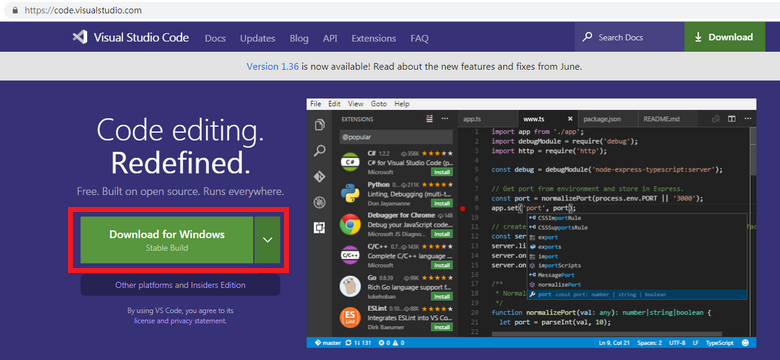 https://code.visualstudio.com
Visual Studio Code Docs Updates Blog API Extensions FAQ Search Docs Download
Version 1.36 is now available! Read about the new features and fixes from June.
Code editing.
Redefined.
Free. Built on open source. Runs everywhere.
Download for Windows
Stable Build
Other platforms and Insiders Edition
By using VS Code, you agree to its
license and privacy statement.
File Edit View Goto Help
EXTENSIONS
@popular
C# 1.2.2 356K
C# for Visual Studio Code (p...
Microsoft Install
Python 0.6.1
Linting, Debugging (multi-t...
Don Jayamanne Install
Debugger for Chrome 148
Debug your JavaScript code...
Microsoft JS Diagn... Install
C/C++ 0.7... 143K
Complete C/C++ language ...
Microsoft Install
Go 0.6.39 99K
Rich Go language support f...
lukehoban Install
ESLint 0.10.18 88K
Integrates ESLint into VS Co...
Dirk Baeumer Install
app.ts www.ts package.json README.md
1 import app from './app';
2 import debugModule = require('debug');
3 import http = require('http');
4
5 const debug = debugModule('node-express-typescript:server');
6
7 // Get port from environment and store in Express.
8 const port = normalizePort(process.env.PORT || '3000');
9 app.set('port', port);
10
11 // create
12 const serv
13 server.li
14 server.on
15 server.on
16
17 /**
18 * Norma
19 */
20 function normalizePort(val: any): number|string|boolean {
21 let port = parseInt(val, 10);
22
CSSImportRule
CSSSupportsRule
export
exports
import
importScripts
MessagePort
normalizePort
port const port: number | string | boolean
master 1↓ 13↑ 0 0 Ln 9, Col 21 Spaces: 2 UTF-8 LF TypeScript